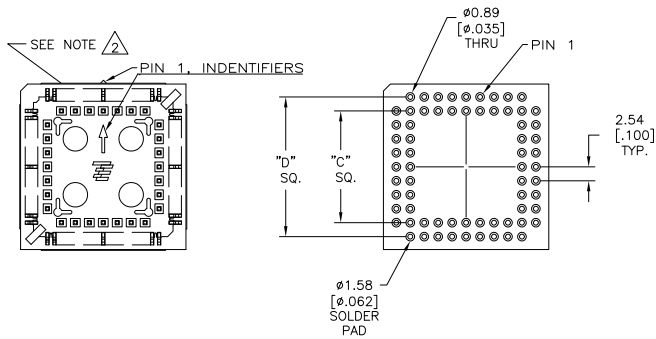 SEE NOTE 2
PIN 1, INDENTIFIERS
ø0.89
[ø.035]
THRU
PIN 1
2.54
[.100]
TYP.
"D"
SQ.
"C"
SQ.
ø1.58
[ø.062]
SOLDER
PAD